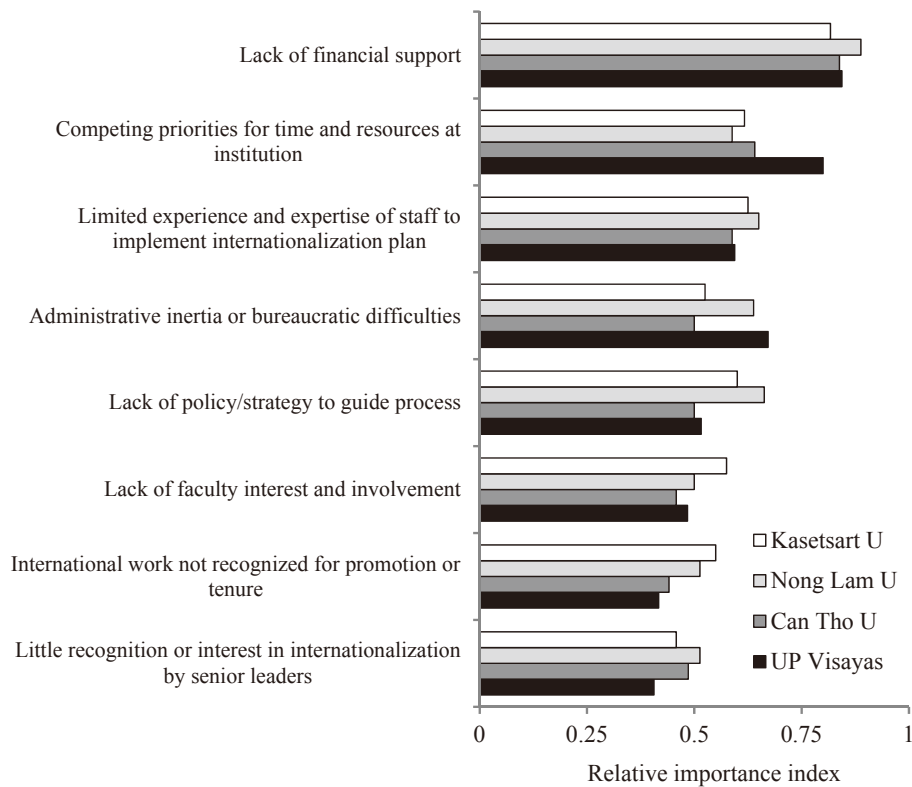 Lack of financial support
Competing priorities for time and resources at
institution
Limited experience and expertise of staff to
implement internationalization plan
Administrative inertia or bureaucratic difficulties
Lack of policy/strategy to guide process
Lack of faculty interest and involvement
International work not recognized for promotion or
tenure
Little recognition or interest in internationalization
by senior leaders
Kasetsart U
Nong Lam U
Can Tho U
UP Visayas
0 0.25 0.5 0.75 1
Relative importance index